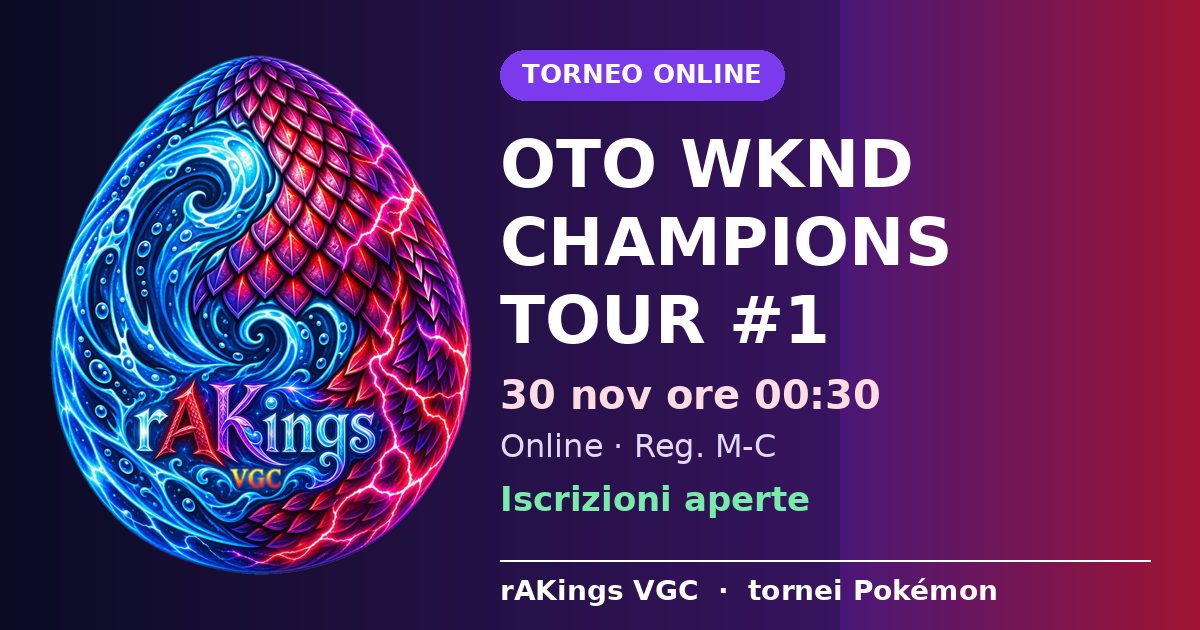 TORNEO ONLINE
OTO WKND
CHAMPIONS
TOUR #1
30 nov ore 00:30
Online · Reg. M-C
Iscrizioni aperte
rAKings
VGC
rAKings VGC · tornei Pokémon